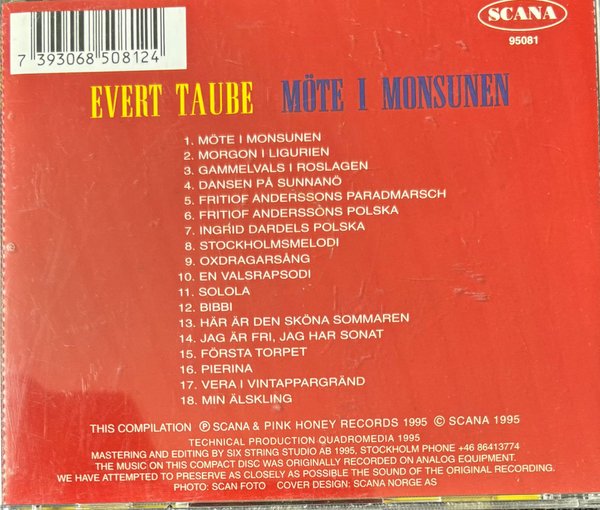 SCANA
95081
7 393068 508124
EVERT TAUBE MÖTE I MONSUNEN
1. MÖTE I MONSUNEN
2. MORGON I LIGURIEN
3. GAMMELVALS I ROSLAGEN
4. DANSEN PÅ SUNNANÖ
5. FRITIOF ANDERSSONS PARADMARSCH
6. FRITIOF ANDERSSONS POLSKA
7. INGRID DARDELS POLSKA
8. STOCKHOLMSMELODI
9. OXDRAGARSÅNG
10. EN VALSRAPSODI
11. SOLOLA
12. BIBBI
13. HÄR ÄR DEN SKÖNA SOMMAREN
14. JAG ÄR FRI, JAG HAR SONAT
15. FÖRSTA TORPET
16. PIERINA
17. VERA I VINTAPPARGRÄND
18. MIN ÄLSKLING
THIS COMPILATION Ⓟ SCANA & PINK HONEY RECORDS 1995 © SCANA 1995
TECHNICAL PRODUCTION QUADROMEDIA 1995
MASTERING AND EDITING BY SIX STRING STUDIO AB 1995, STOCKHOLM PHONE +46 86413774
THE MUSIC ON THIS COMPACT DISC WAS ORIGINALLY RECORDED ON ANALOG EQUIPMENT.
WE HAVE ATTEMPTED TO PRESERVE AS CLOSELY AS POSSIBLE THE SOUND OF THE ORIGINAL RECORDING.
PHOTO: SCAN FOTO COVER DESIGN: SCANA NORGE AS